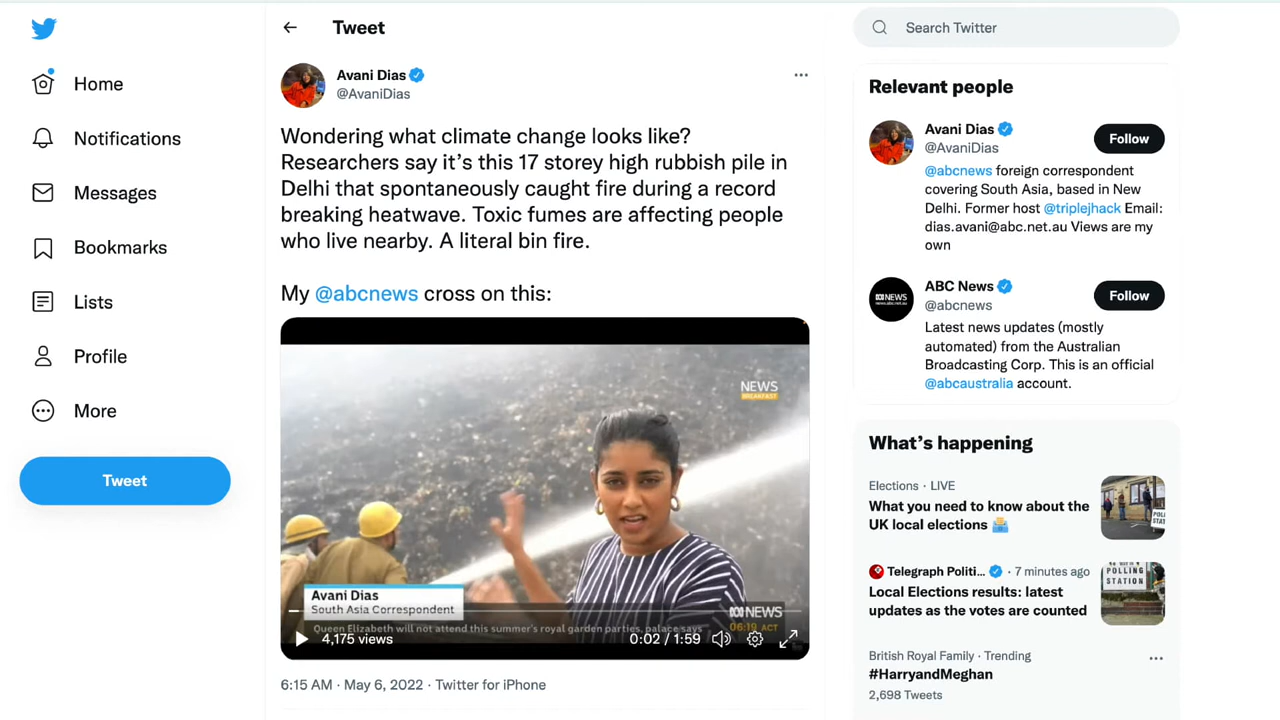 Tweet
Search Twitter
Home
Notifications
Messages
Bookmarks
Lists
Profile
More
Tweet
Avani Dias
@AvaniDias
Wondering what climate change looks like?
Researchers say it's this 17 storey high rubbish pile in
Delhi that spontaneously caught fire during a record
breaking heatwave. Toxic fumes are affecting people
who live nearby. A literal bin fire.
My @abcnews cross on this:
NEWS
BREAKFAST
Avani Dias
South Asia Correspondent
NEWS
Queen Elizabeth will not attend this summer's royal garden parties, palace says
06:19 ACT
4,175 views
0:02 / 1:59
6:15 AM · May 6, 2022 · Twitter for iPhone
Relevant people
Avani Dias
@AvaniDias
Follow
@abcnews foreign correspondent
covering South Asia, based in New
Delhi. Former host @triplejhack Email:
dias.avani@abc.net.au Views are my
own
NEWS
ABC News
@abcnews
Follow
Latest news updates (mostly
automated) from the Australian
Broadcasting Corp. This is an official
@abcaustralia account.
What's happening
Elections · LIVE
What you need to know about the
UK local elections
Telegraph Politi... · 7 minutes ago
Local Elections results: latest
updates as the votes are counted
POLLING
STATION
British Royal Family · Trending
#HarryandMeghan
2,698 Tweets